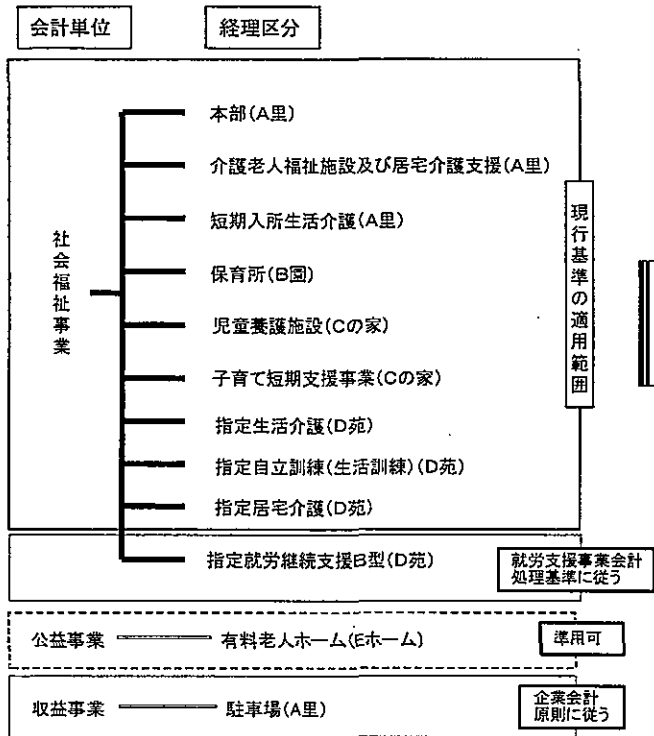 会計単位
経理区分
本部(A里)
介護老人福祉施設及び居宅介護支援(A里)
短期入所生活介護(A里)
保育所(B園)
児童養護施設(Cの家)
子育て短期支援事業(Cの家)
指定生活介護(D苑)
指定自立訓練(生活訓練)(D苑)
指定居宅介護(D苑)
指定就労継続支援B型(D苑)
社会福祉事業
現行基準の適用範囲
就労支援事業会計
処理基準に従う
公益事業
有料老人ホーム(Eホーム)
準用可
収益事業
駐車場(A里)
企業会計
原則に従う